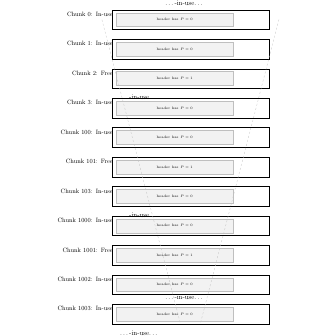 ...-in-use...
Chunk 0: In-use
header has P = 0
Chunk 1: In-use
header has P = 0
Chunk 2: Free
header has P = 1
...-in-use...
Chunk 3: In-use
header has P = 0
Chunk 100: In-use
header has P = 0
Chunk 101: Free
header has P = 1
Chunk 103: In-use
header has P = 0
...-in-use...
Chunk 1000: In-use
header has P = 0
Chunk 1001: Free
header has P = 1
Chunk 1002: In-use
header has P = 0
...-in-use...
Chunk 1003: In-use
header has P = 0
...-in-use...